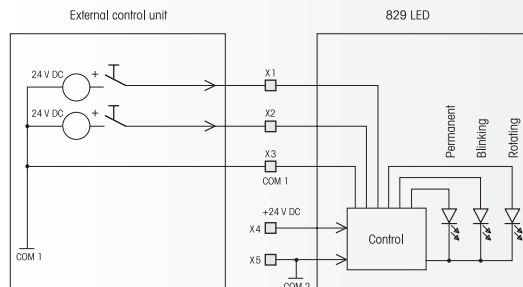 External control unit
829 LED
24 V DC
+
X1
24 V DC
+
X2
X3
COM 1
Permanent
Blinking
Rotating
+24 V DC
X4
Control
X5
COM 1
COM 2